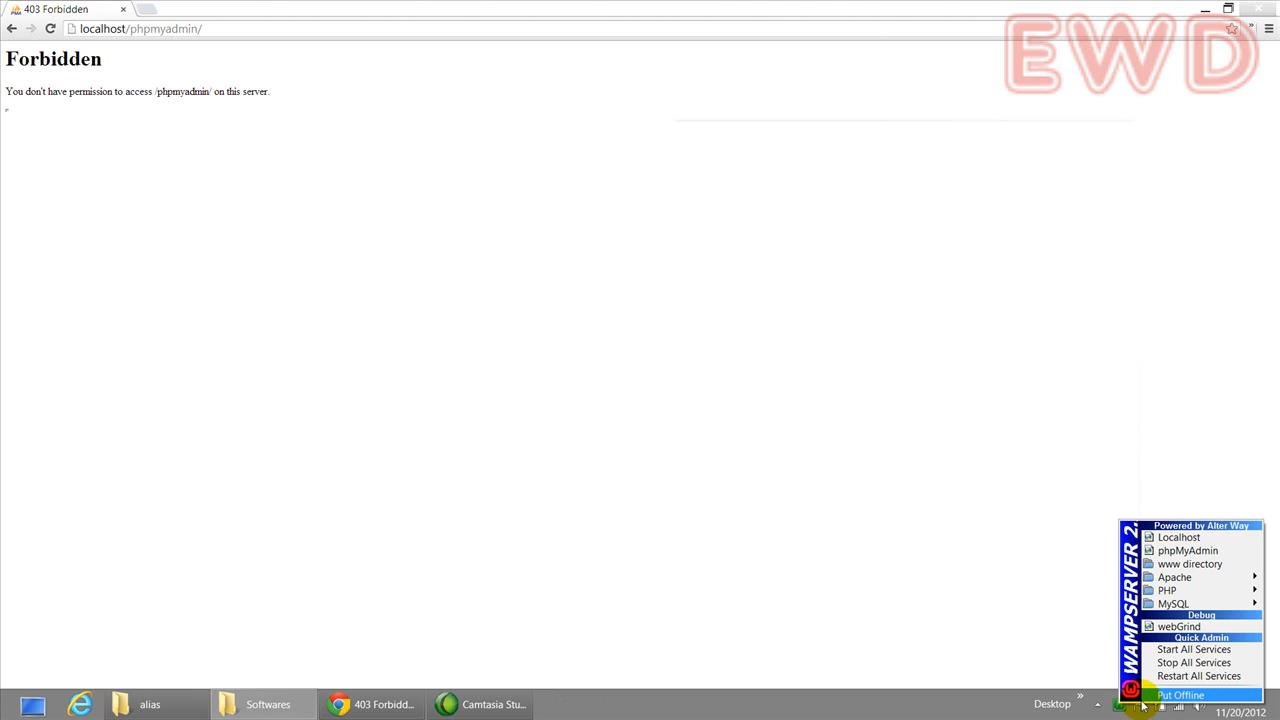 403 Forbidden
localhost/phpmyadmin/
EWD
Forbidden
You don't have permission to access /phpmyadmin/ on this server.
WAMPSERVER 2.
Powered by Alter Way
Localhost
phpMyAdmin
www directory
Apache
PHP
MySQL
Debug
webGrind
Quick Admin
Start All Services
Stop All Services
Restart All Services
Put Offline
alias
Softwares
403 Forbidd...
Camtasia Stu...
Desktop
11/20/2012